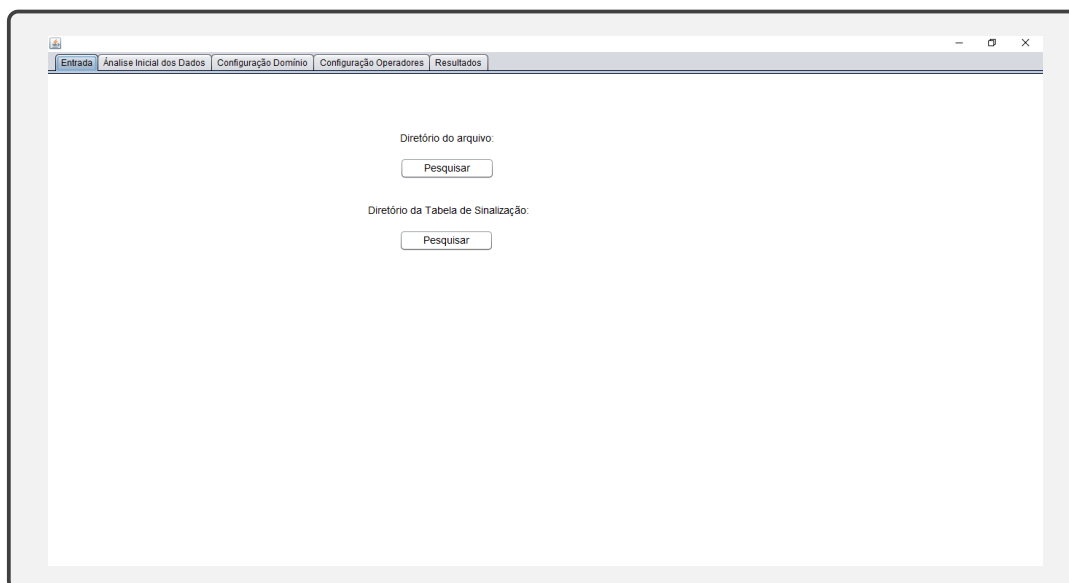 Entrada Ánalise Inicial dos Dados Configuração Domínio Configuração Operadores Resultados
Diretório do arquivo:
Pesquisar
Diretório da Tabela de Sinalização:
Pesquisar